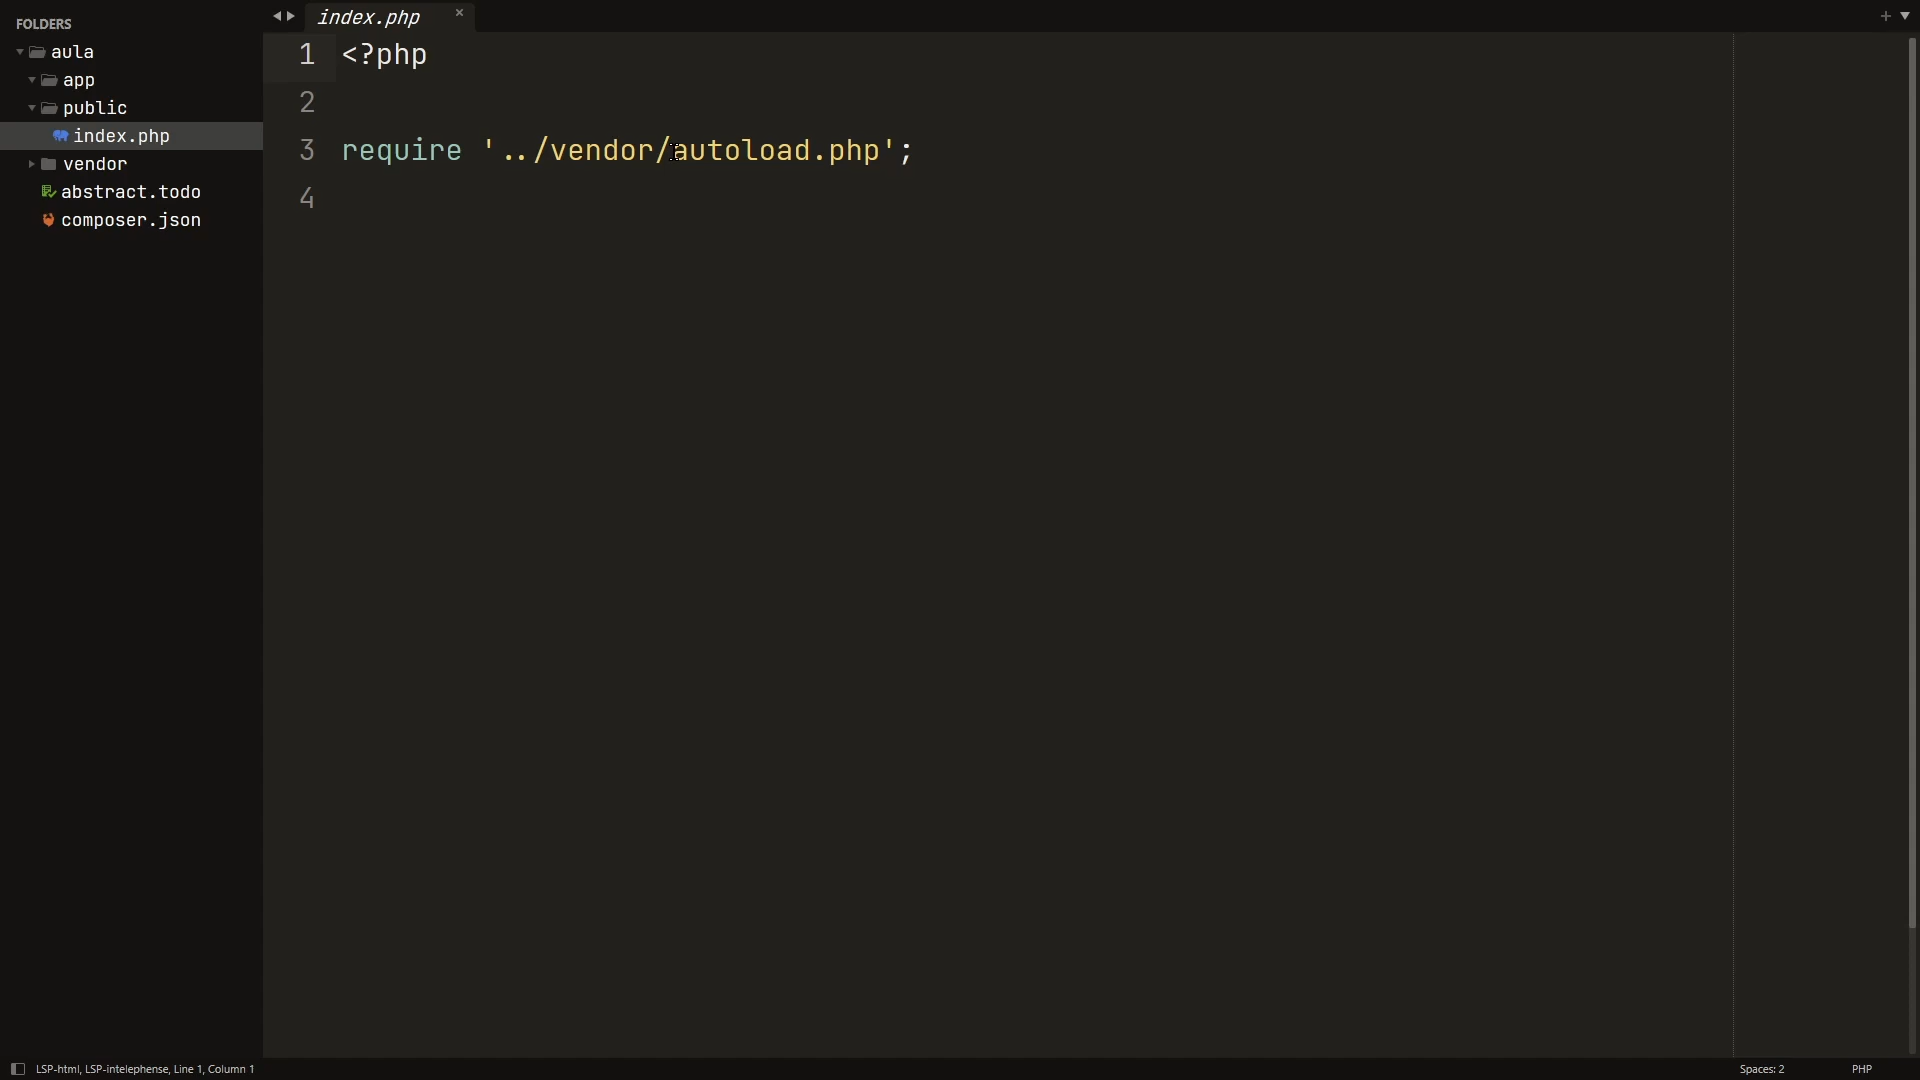 FOLDERS
aula
app
public
index.php
vendor
abstract.todo
composer.json
index.php ×
1 <?php
2
3 require '../vendor/autoload.php';
4
LSP-html, LSP-intelephense, Line 1, Column 1
Spaces: 2
PHP